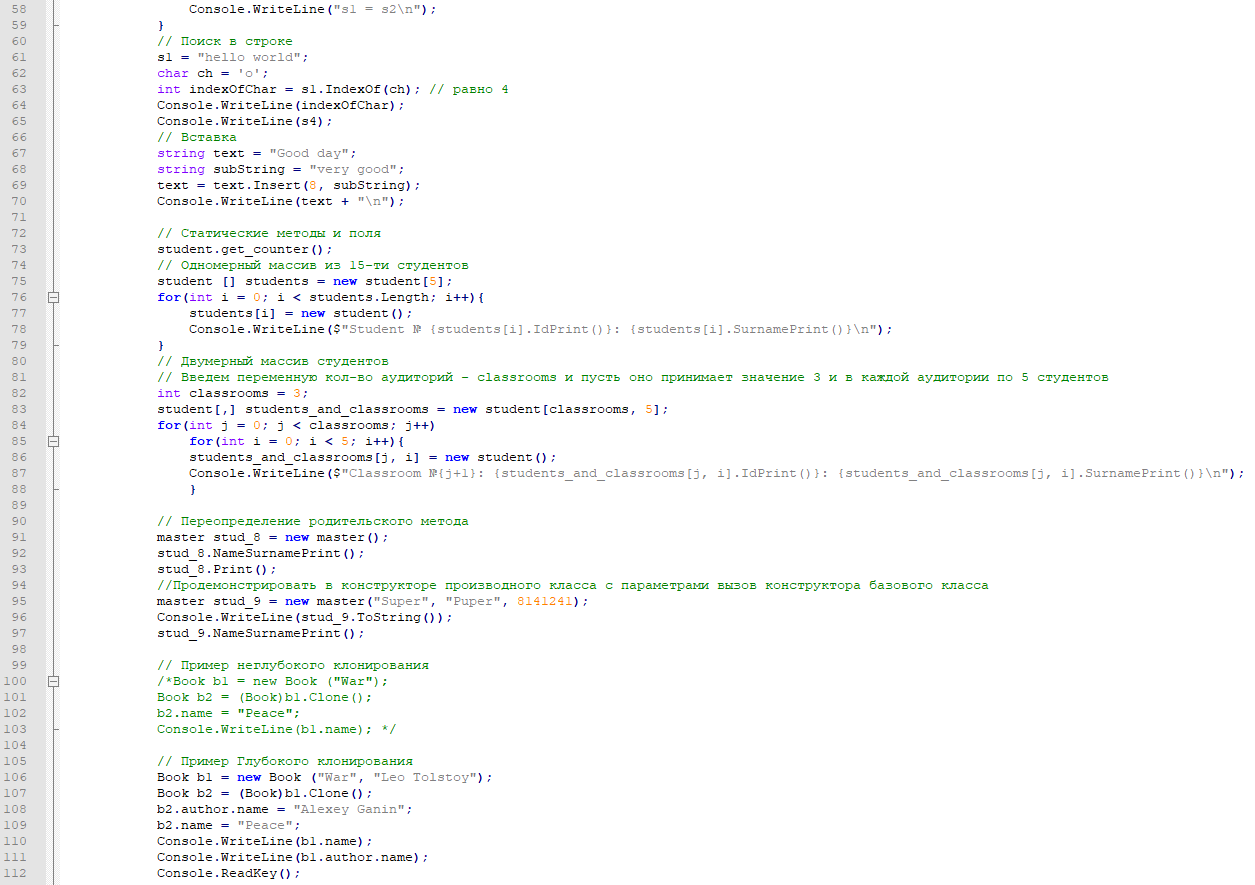 58 Console.WriteLine("s1 = s2\n");
59 }
60 // Поиск в строке
61 s1 = "hello world";
62 char ch = 'o';
63 int indexOfChar = s1.IndexOf(ch); // равно 4
64 Console.WriteLine(indexOfChar);
65 Console.WriteLine(s4);
66 // Вставка
67 string text = "Good day";
68 string subString = "very good";
69 text = text.Insert(8, subString);
70 Console.WriteLine(text + "\n");
71
72 // Статические методы и поля
73 student.get_counter();
74 // Одномерный массив из 15-ти студентов
75 student [] students = new student[5];
76 for(int i = 0; i < students.Length; i++){
77 students[i] = new student();
78 Console.WriteLine($"Student № {students[i].IdPrint()}: {students[i].SurnamePrint()}\n");
79 }
80 // Двумерный массив студентов
81 // Введем переменную кол-во аудиторий - classrooms и пусть оно принимает значение 3 и в каждой аудитории по 5 студентов
82 int classrooms = 3;
83 student[,] students_and_classrooms = new student[classrooms, 5];
84 for(int j = 0; j < classrooms; j++)
85 for(int i = 0; i < 5; i++){
86 students_and_classrooms[j, i] = new student();
87 Console.WriteLine($"Classroom №{j+1}: {students_and_classrooms[j, i].IdPrint()}: {students_and_classrooms[j, i].SurnamePrint()}\n");
88 }
89
90 // Переопределение родительского метода
91 master stud_8 = new master();
92 stud_8.NameSurnamePrint();
93 stud_8.Print();
94 //Продемонстрировать в конструкторе производного класса с параметрами вызов конструктора базового класса
95 master stud_9 = new master("Super", "Puper", 8141241);
96 Console.WriteLine(stud_9.ToString());
97 stud_9.NameSurnamePrint();
98
99 // Пример неглубокого клонирования
100 /*Book b1 = new Book ("War");
101 Book b2 = (Book)b1.Clone();
102 b2.name = "Peace";
103 Console.WriteLine(b1.name); */
104
105 // Пример Глубокого клонирования
106 Book b1 = new Book ("War", "Leo Tolstoy");
107 Book b2 = (Book)b1.Clone();
108 b2.author.name = "Alexey Ganin";
109 b2.name = "Peace";
110 Console.WriteLine(b1.name);
111 Console.WriteLine(b1.author.name);
112 Console.ReadKey();